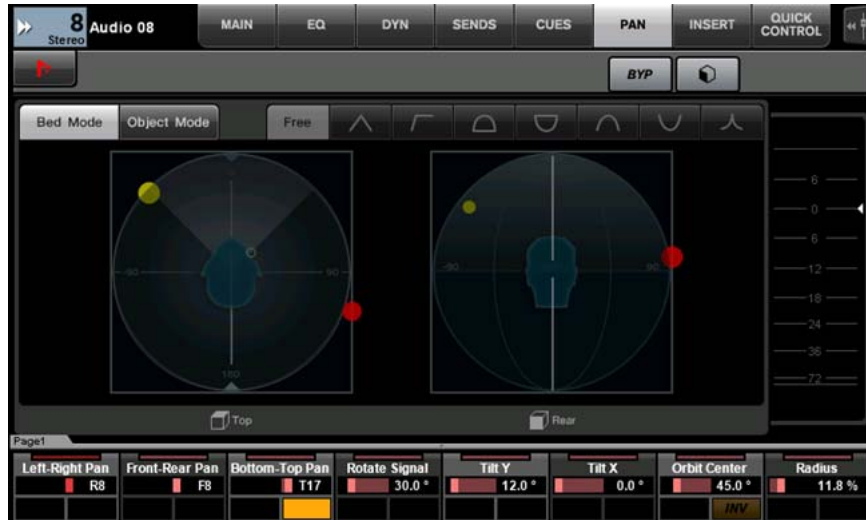 8 Audio 08 MAIN EQ DYN SENDS CUES PAN INSERT QUICK CONTROL
Stereo
BYP
Bed Mode Object Mode Free
0
-90 90 -90 90
180
6
0
6
12
18
24
36
72
Top Rear
Page1
Left-Right Pan Front-Rear Pan Bottom-Top Pan Rotate Signal Tilt Y Tilt X Orbit Center Radius
R8 F8 T17 30.0 ° 12.0 ° 0.0 ° 45.0 ° 11.8 %
INV